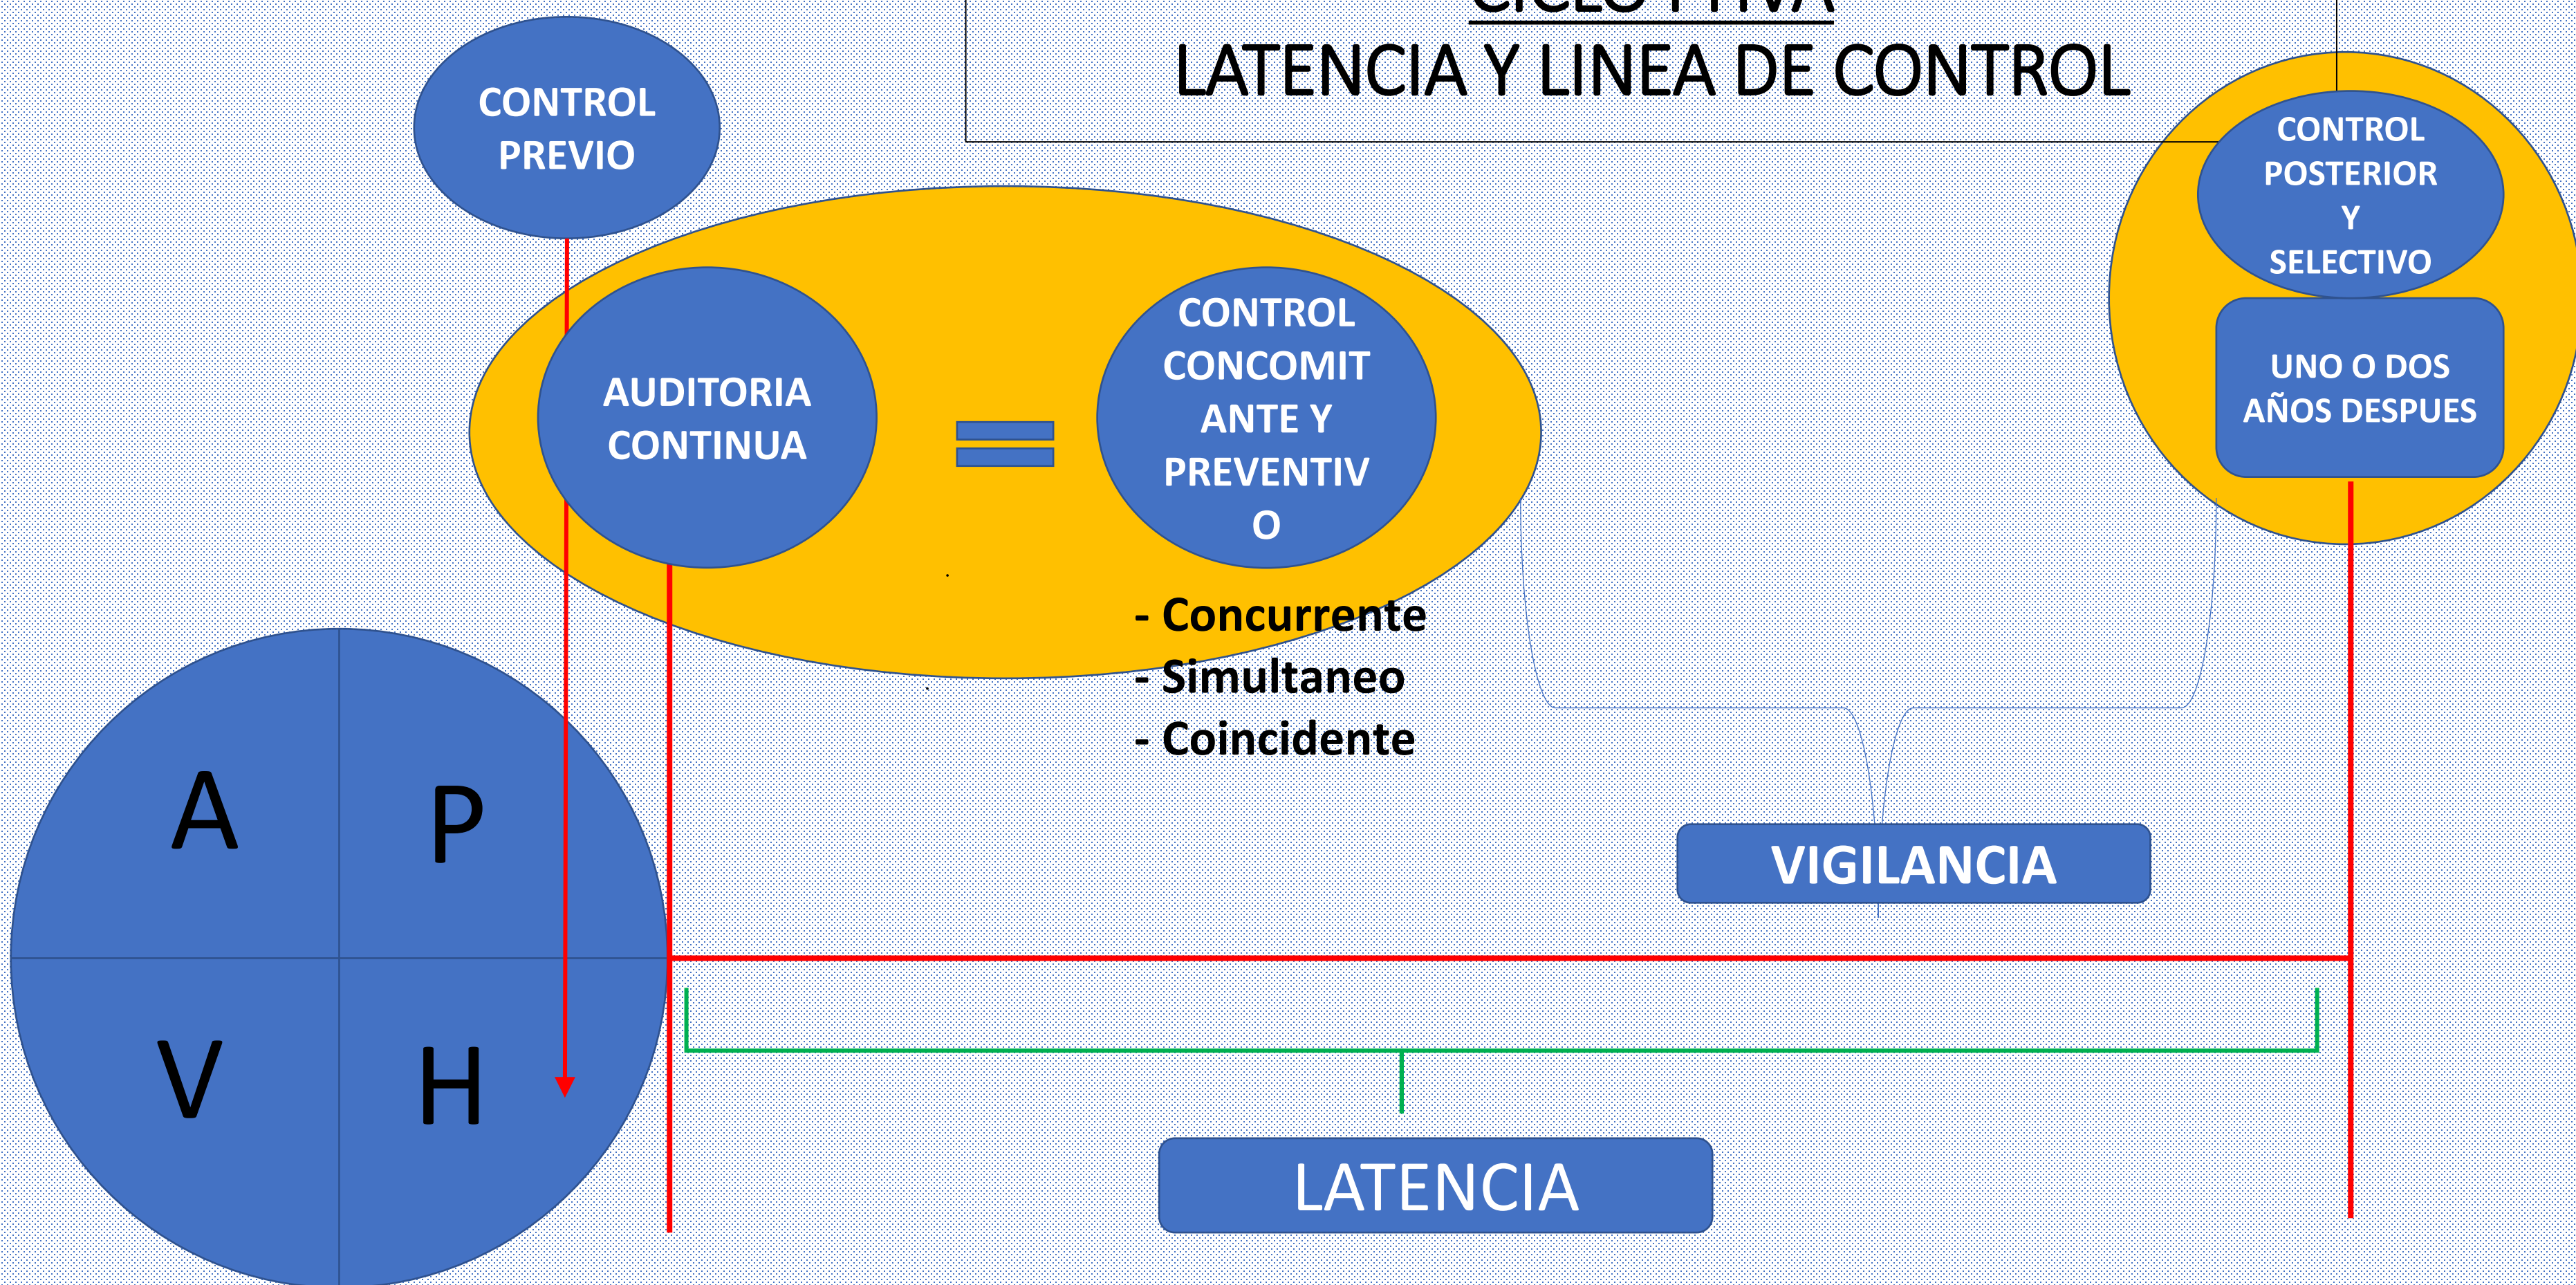 LATENCIA Y LINEA DE CONTROL
CONTROL
PREVIO
CONTROL
POSTERIOR
Y
SELECTIVO
UNO O DOS
AÑOS DESPUES
AUDITORIA
CONTINUA
CONTROL
CONCOMIT
ANTE Y
PREVENTIV
O
- Concurrente
- Simultaneo
- Coincidente
A
P
V
H
VIGILANCIA
LATENCIA